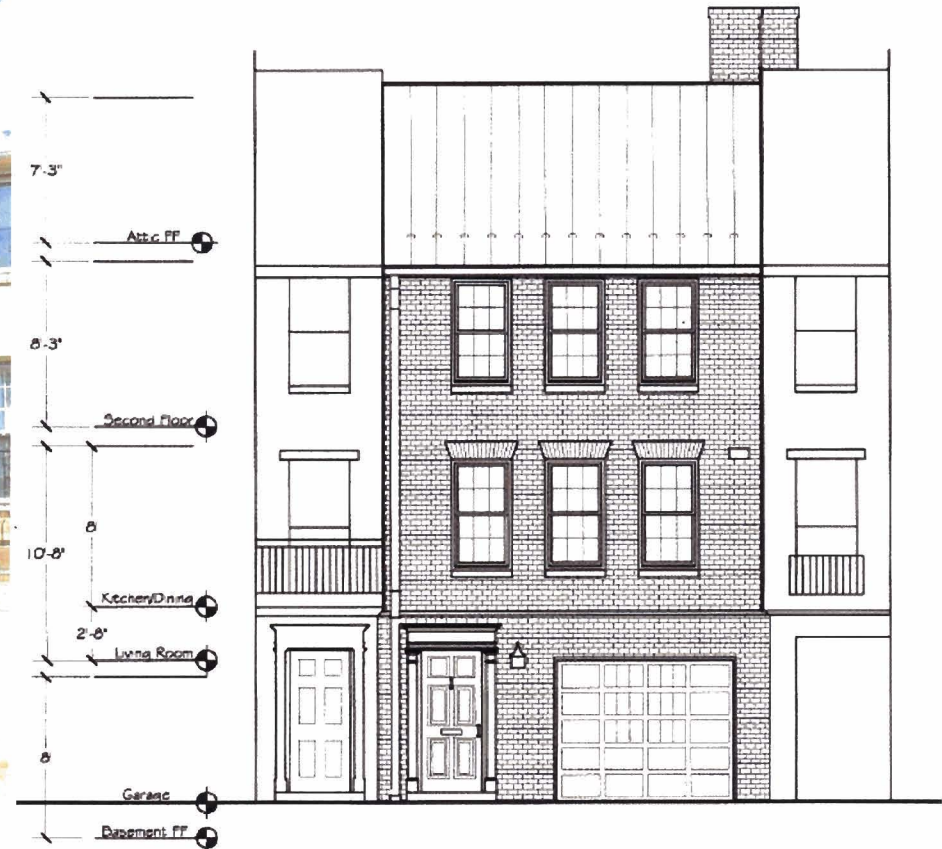 7'-3"
Attic FF
8'-3"
Second Floor
8'
10'-8"
Kitchen/Dining
2'-8"
Living Room
8'
Garage
Basement FF